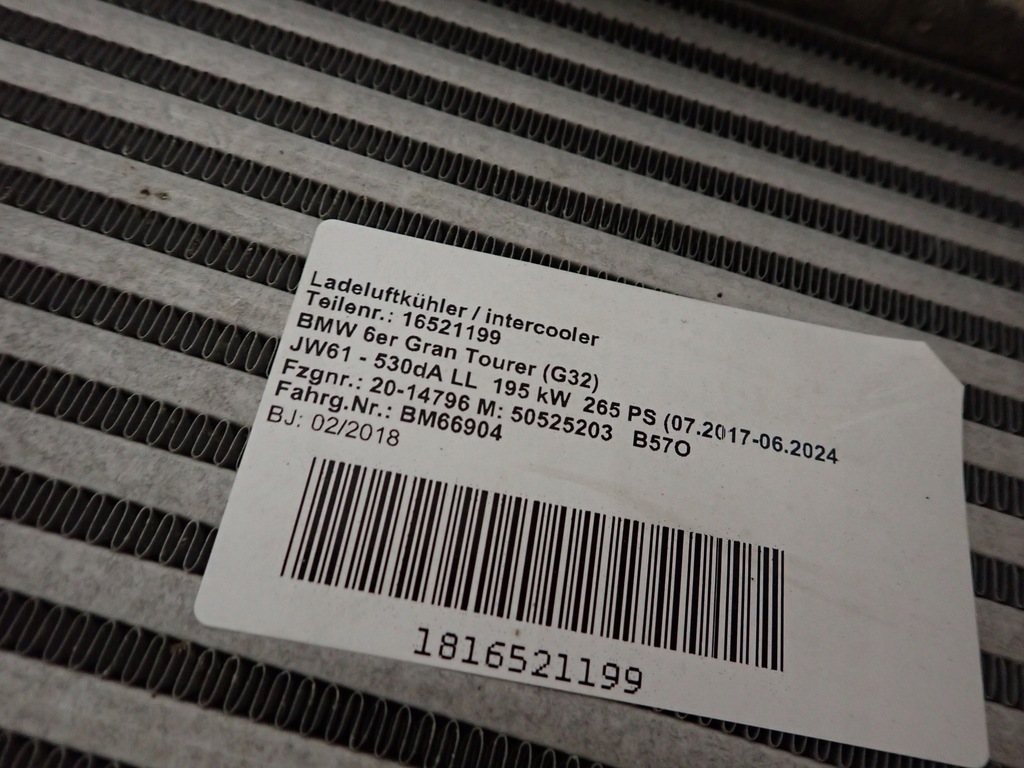 Ladeluftkühler / intercooler
Teilenr.: 16521199
BMW 6er Gran Tourer (G32)
JW61 - 530dA LL 195 kW 265 PS (07.2017-06.2024
Fzgnr.: 20-14796 M: 50525203 B57O
Fahrg.Nr.: BM66904
BJ: 02/2018
1816521199